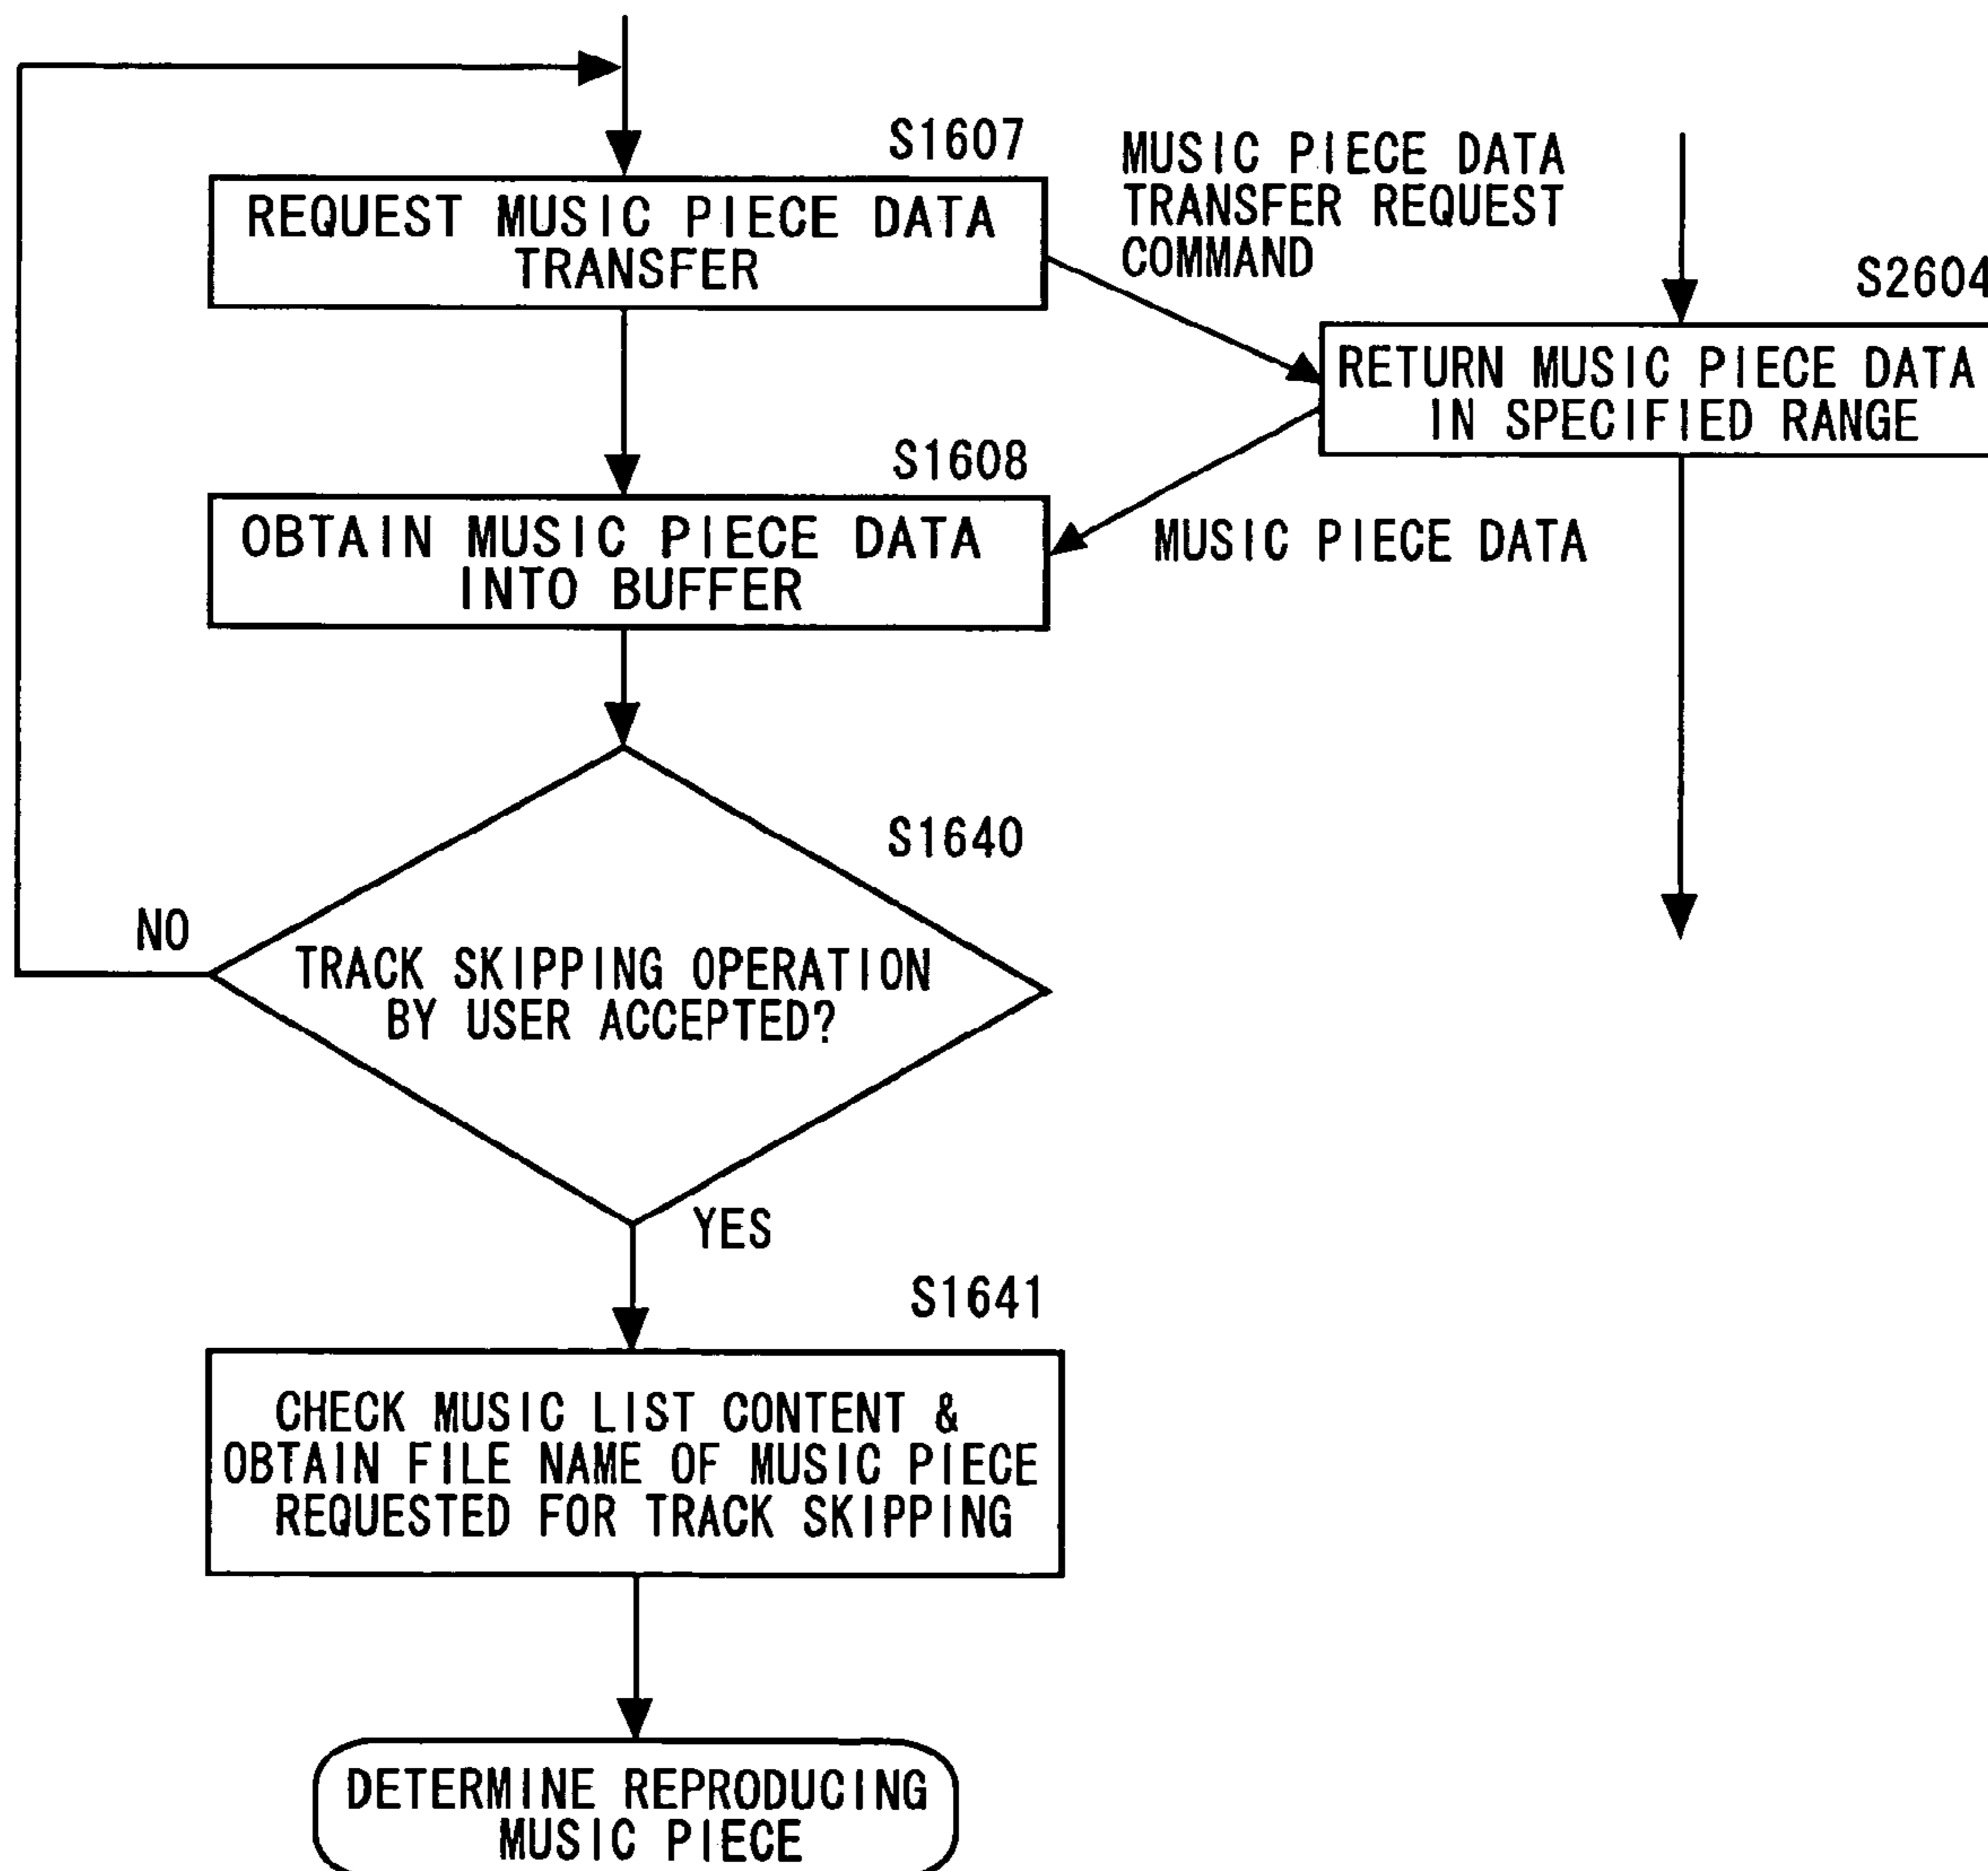 S1607
REQUEST MUSIC PIECE DATA
TRANSFER
MUSIC PIECE DATA
TRANSFER REQUEST
COMMAND
S2604
RETURN MUSIC PIECE DATA
IN SPECIFIED RANGE
S1608
OBTAIN MUSIC PIECE DATA
INTO BUFFER
MUSIC PIECE DATA
S1640
NO
TRACK SKIPPING OPERATION
BY USER ACCEPTED?
YES
S1641
CHECK MUSIC LIST CONTENT &
OBTAIN FILE NAME OF MUSIC PIECE
REQUESTED FOR TRACK SKIPPING
DETERMINE REPRODUCING
MUSIC PIECE